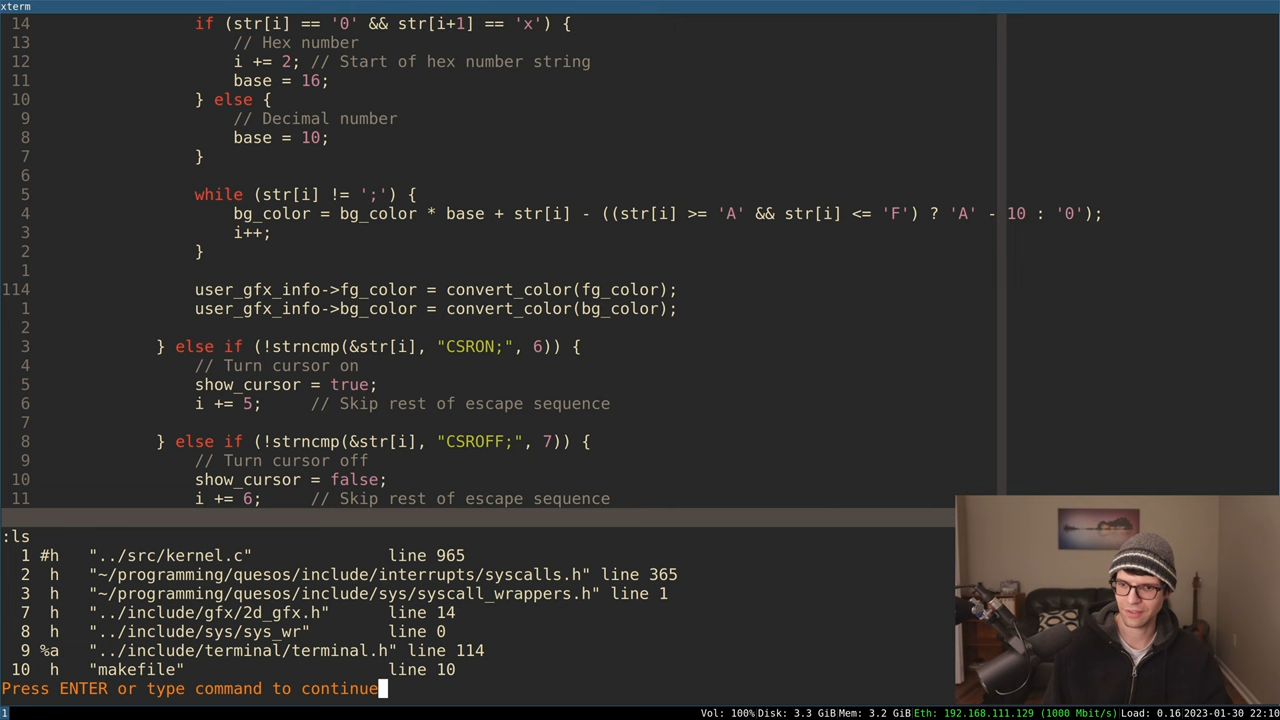 xterm
14 if (str[i] == '0' && str[i+1] == 'x') {
13 // Hex number
12 i += 2; // Start of hex number string
11 base = 16;
10 } else {
9 // Decimal number
8 base = 10;
7 }
6
5 while (str[i] != ';') {
4 bg_color = bg_color * base + str[i] - ((str[i] >= 'A' && str[i] <= 'F') ? 'A' - 10 : '0');
3 i++;
2 }
1
114 user_gfx_info->fg_color = convert_color(fg_color);
1 user_gfx_info->bg_color = convert_color(bg_color);
2
3 } else if (!strncmp(&str[i], "CSRON;", 6)) {
4 // Turn cursor on
5 show_cursor = true;
6 i += 5; // Skip rest of escape sequence
7
8 } else if (!strncmp(&str[i], "CSROFF;", 7)) {
9 // Turn cursor off
10 show_cursor = false;
11 i += 6; // Skip rest of escape sequence
:ls
1 #h "../src/kernel.c" line 965
2 h "~/programming/quesos/include/interrupts/syscalls.h" line 365
3 h "~/programming/quesos/include/sys/syscall_wrappers.h" line 1
7 h "../include/gfx/2d_gfx.h" line 14
8 h "../include/sys/sys_wr" line 0
9 %a "../include/terminal/terminal.h" line 114
10 h "makefile" line 10
Press ENTER or type command to continue
1 Vol: 100% Disk: 3.3 GiB Mem: 3.2 GiB Eth: 192.168.111.129 (1000 Mbit/s) Load: 0.16 2023-01-30 22:10